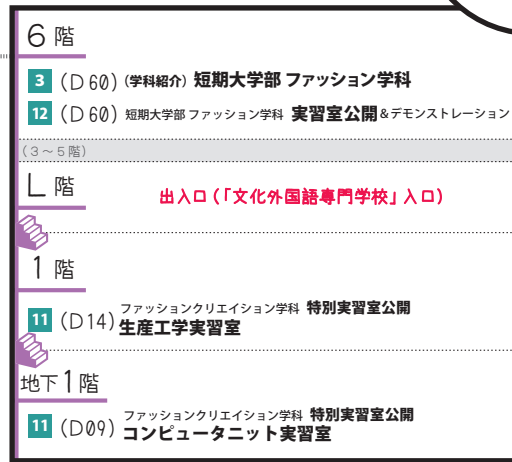 6 階
3 (D60) (学科紹介) 短期大学部 ファッション学科
12 (D60) 短期大学部 ファッション学科 実習室公開&デモンストレーション
(3～5階)
L 階
出入口（「文化外国語専門学校」入口）
1 階
ファッションクリエイション学科 特別実習室公開
11 (D14) 生産工学実習室
地下1階
ファッションクリエイション学科 特別実習室公開
11 (D09) コンピュータニット実習室